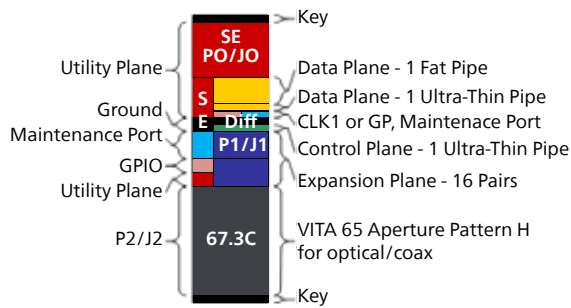 Key
SE
PO/JO
Utility Plane
Data Plane - 1 Fat Pipe
S
Data Plane - 1 Ultra-Thin Pipe
Ground
E
Diff
CLK1 or GP, Maintenace Port
Maintenance Port
P1/J1
Control Plane - 1 Ultra-Thin Pipe
GPIO
Expansion Plane - 16 Pairs
Utility Plane
P2/J2
67.3C
VITA 65 Aperture Pattern H
for optical/coax
Key